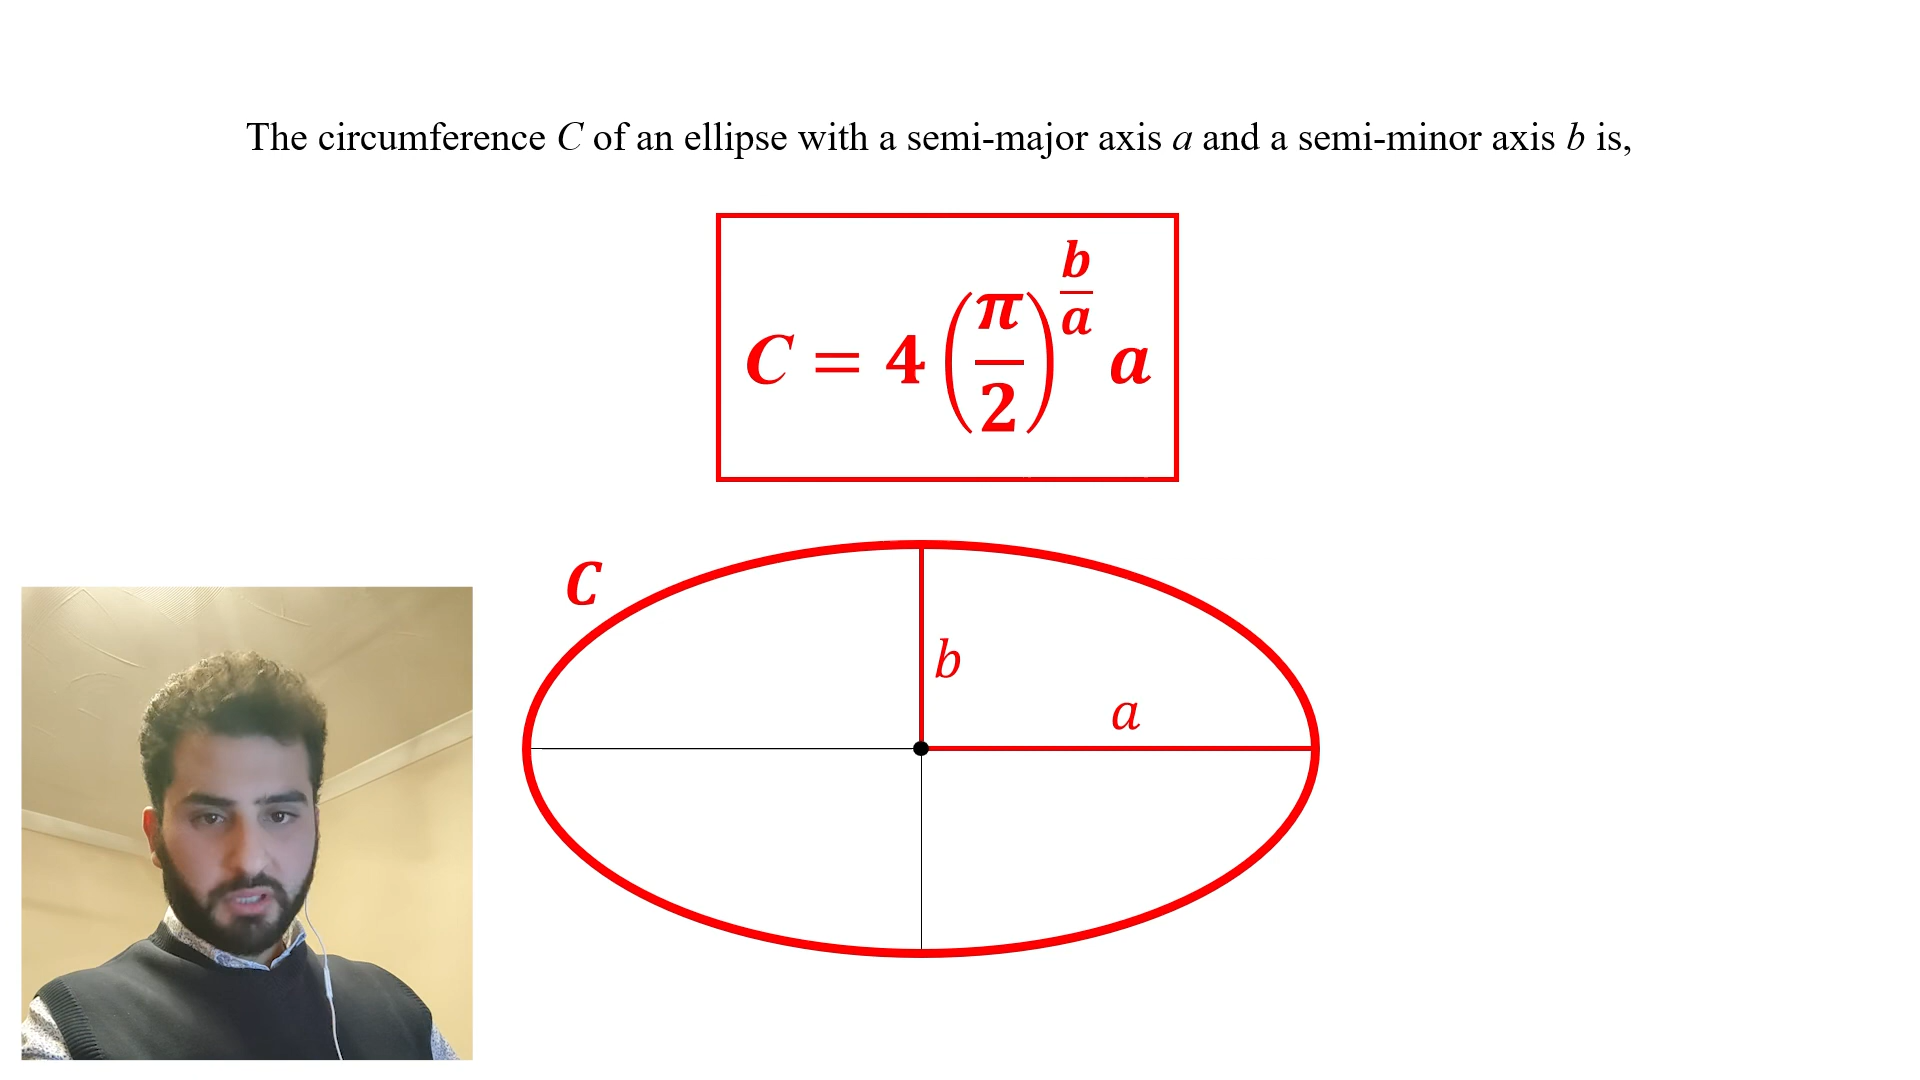 The circumference C of an ellipse with a semi-major axis a and a semi-minor axis b is,
C = 4 (π/2)^(b/a) a
C
b
a